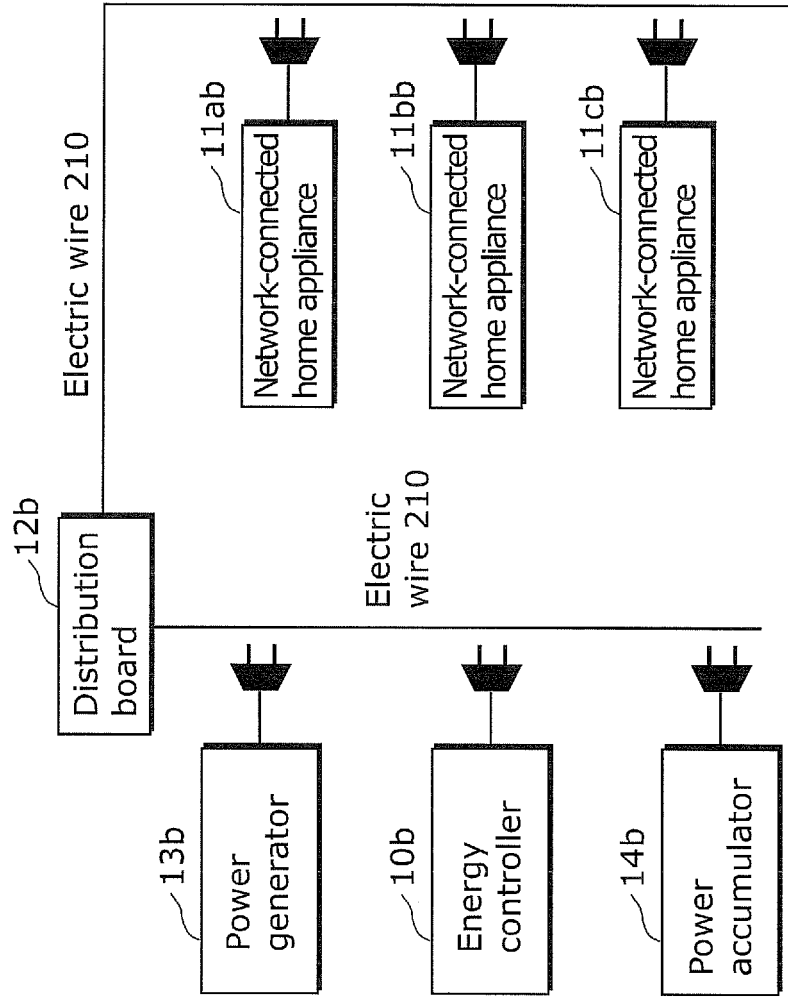 12b
Distribution
board
Electric wire 210
13b
Power
generator
10b
Energy
controller
14b
Power
accumulator
Electric
wire 210
11ab
Network-connected
home appliance
11bb
Network-connected
home appliance
11cb
Network-connected
home appliance